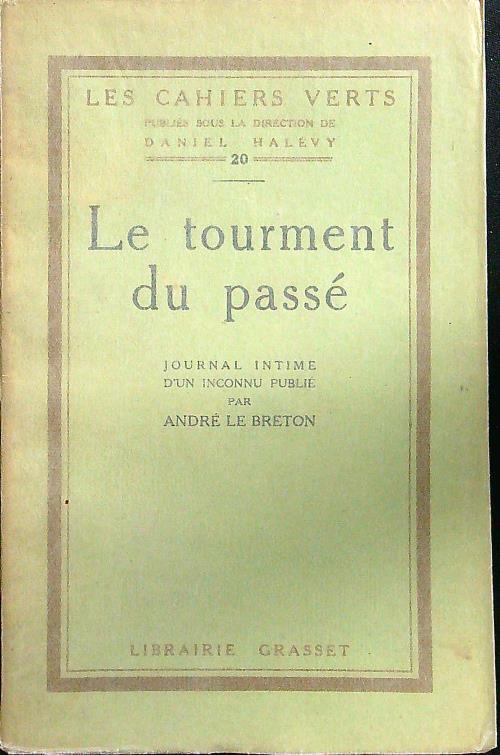 LES CAHIERS VERTS
PUBLIÉS SOUS LA DIRECTION DE
DANIEL HALÉVY
20
Le tourment
du passé
JOURNAL INTIME
D'UN INCONNU PUBLIÉ
PAR
ANDRÉ LE BRETON
LIBRAIRIE GRASSET